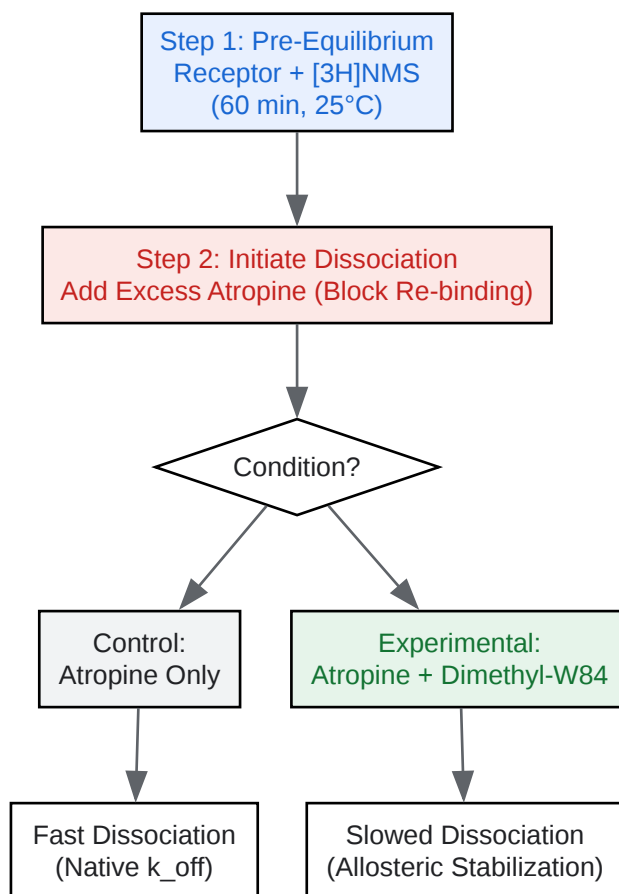 Step 1: Pre-Equilibrium
Receptor + [3H]NMS
(60 min, 25°C)
Step 2: Initiate Dissociation
Add Excess Atropine (Block Re-binding)
Condition?
Control:
Atropine Only
Experimental:
Atropine + Dimethyl-W84
Fast Dissociation
(Native k_off)
Slowed Dissociation
(Allosteric Stabilization)